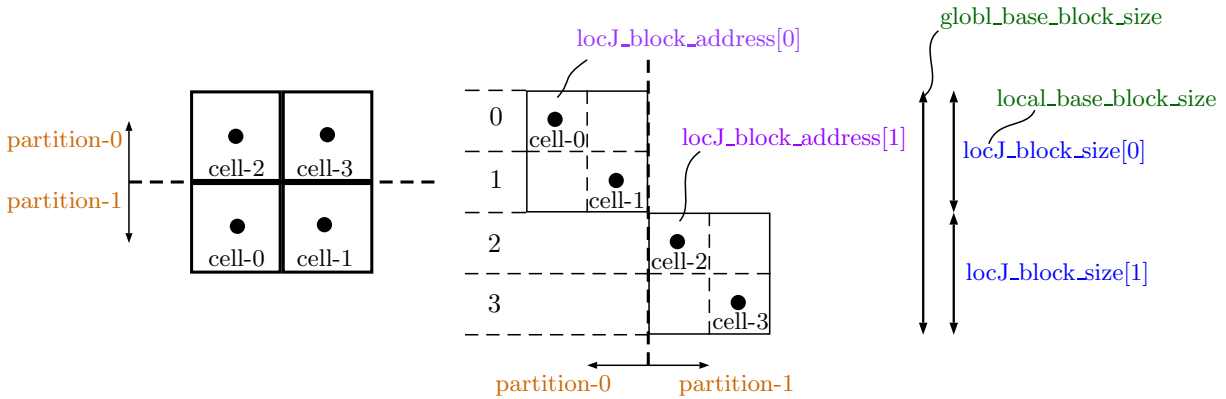 partition-0
partition-1
cell-2
cell-3
cell-0
cell-1
locJ_block_address[0]
0
1
2
3
cell-0
cell-1
locJ_block_address[1]
cell-2
cell-3
partition-0
partition-1
globl_base_block_size
local_base_block_size
locJ_block_size[0]
locJ_block_size[1]